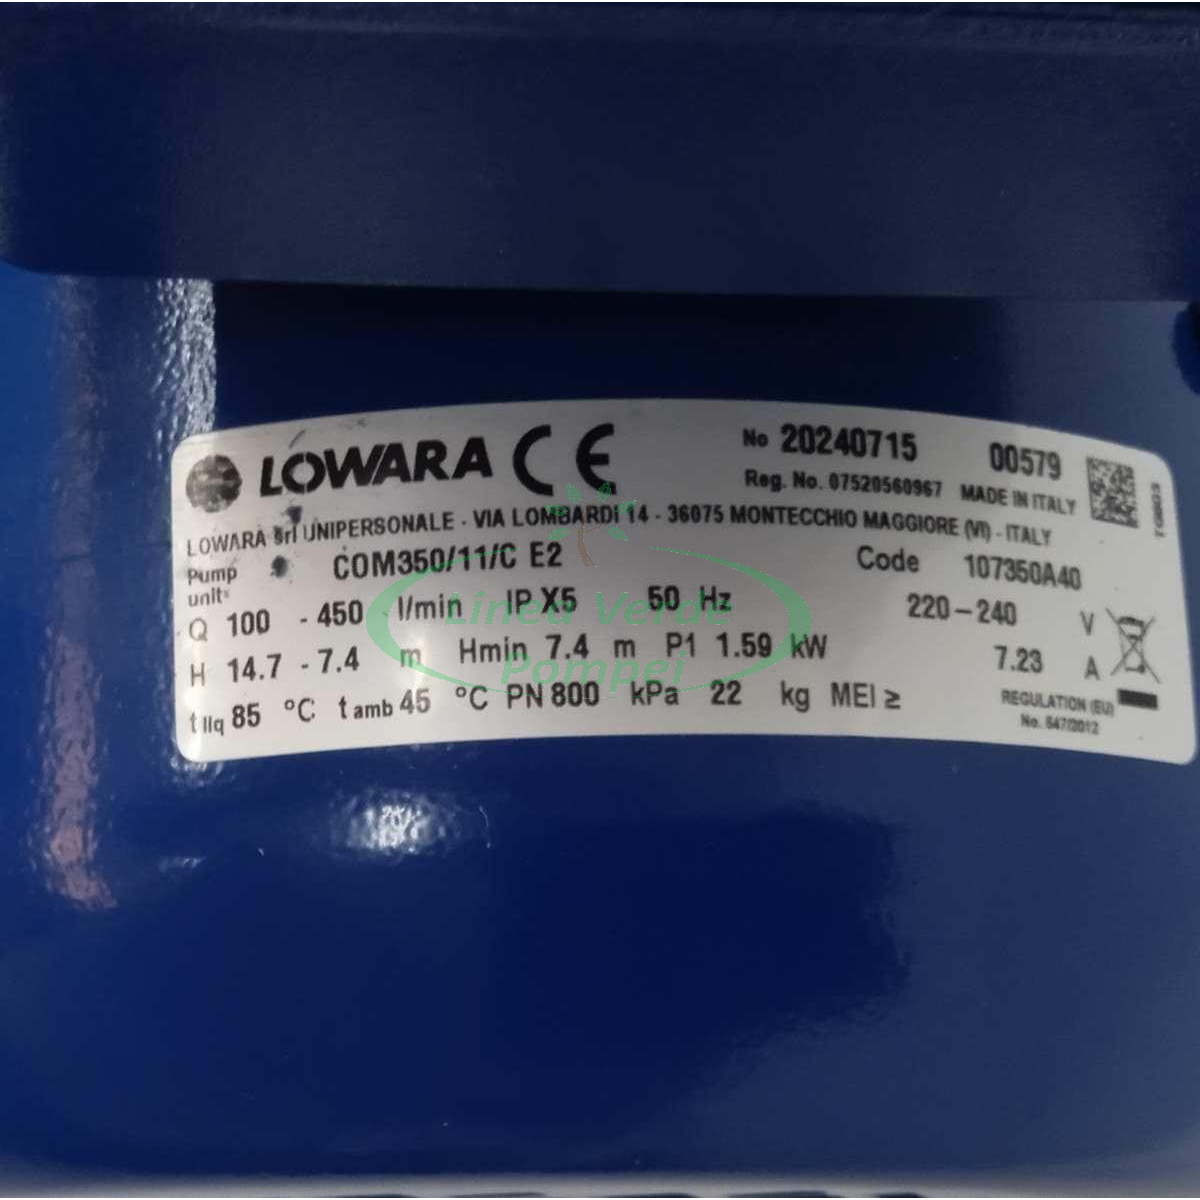 LOWARA CE No 20240715 00579
Reg. No. 07520560967 MADE IN ITALY
LOWARA srl UNIPERSONALE - VIA LOMBARDI 14 - 36075 MONTECCHIO MAGGIORE (VI) - ITALY
Pump unit COM350/11/C E2 Code 107350A40
Q 100 - 450 l/min IP X5 50 Hz 220-240 V
H 14.7 - 7.4 m Hmin 7.4 m P1 1.59 kW 7.23 A
t liq 85 °C t amb 45 °C PN 800 kPa 22 kg MEI ≥
REGULATION (EU)
No. 547/2012
Linea Verde
Pompei